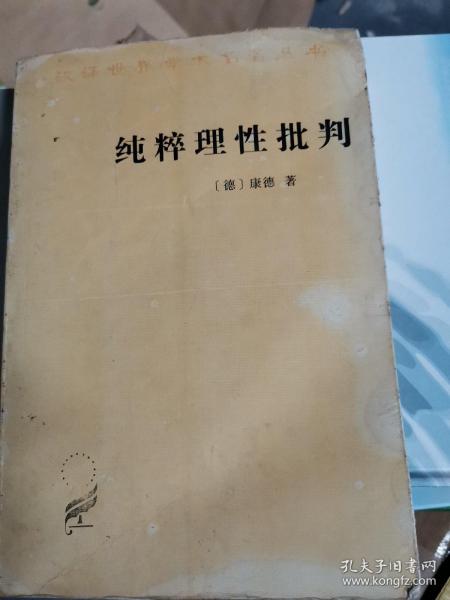 汉译世界学术名著丛书
纯粹理性批判
〔德〕康德 著
孔夫子旧书网
www.kongfz.com